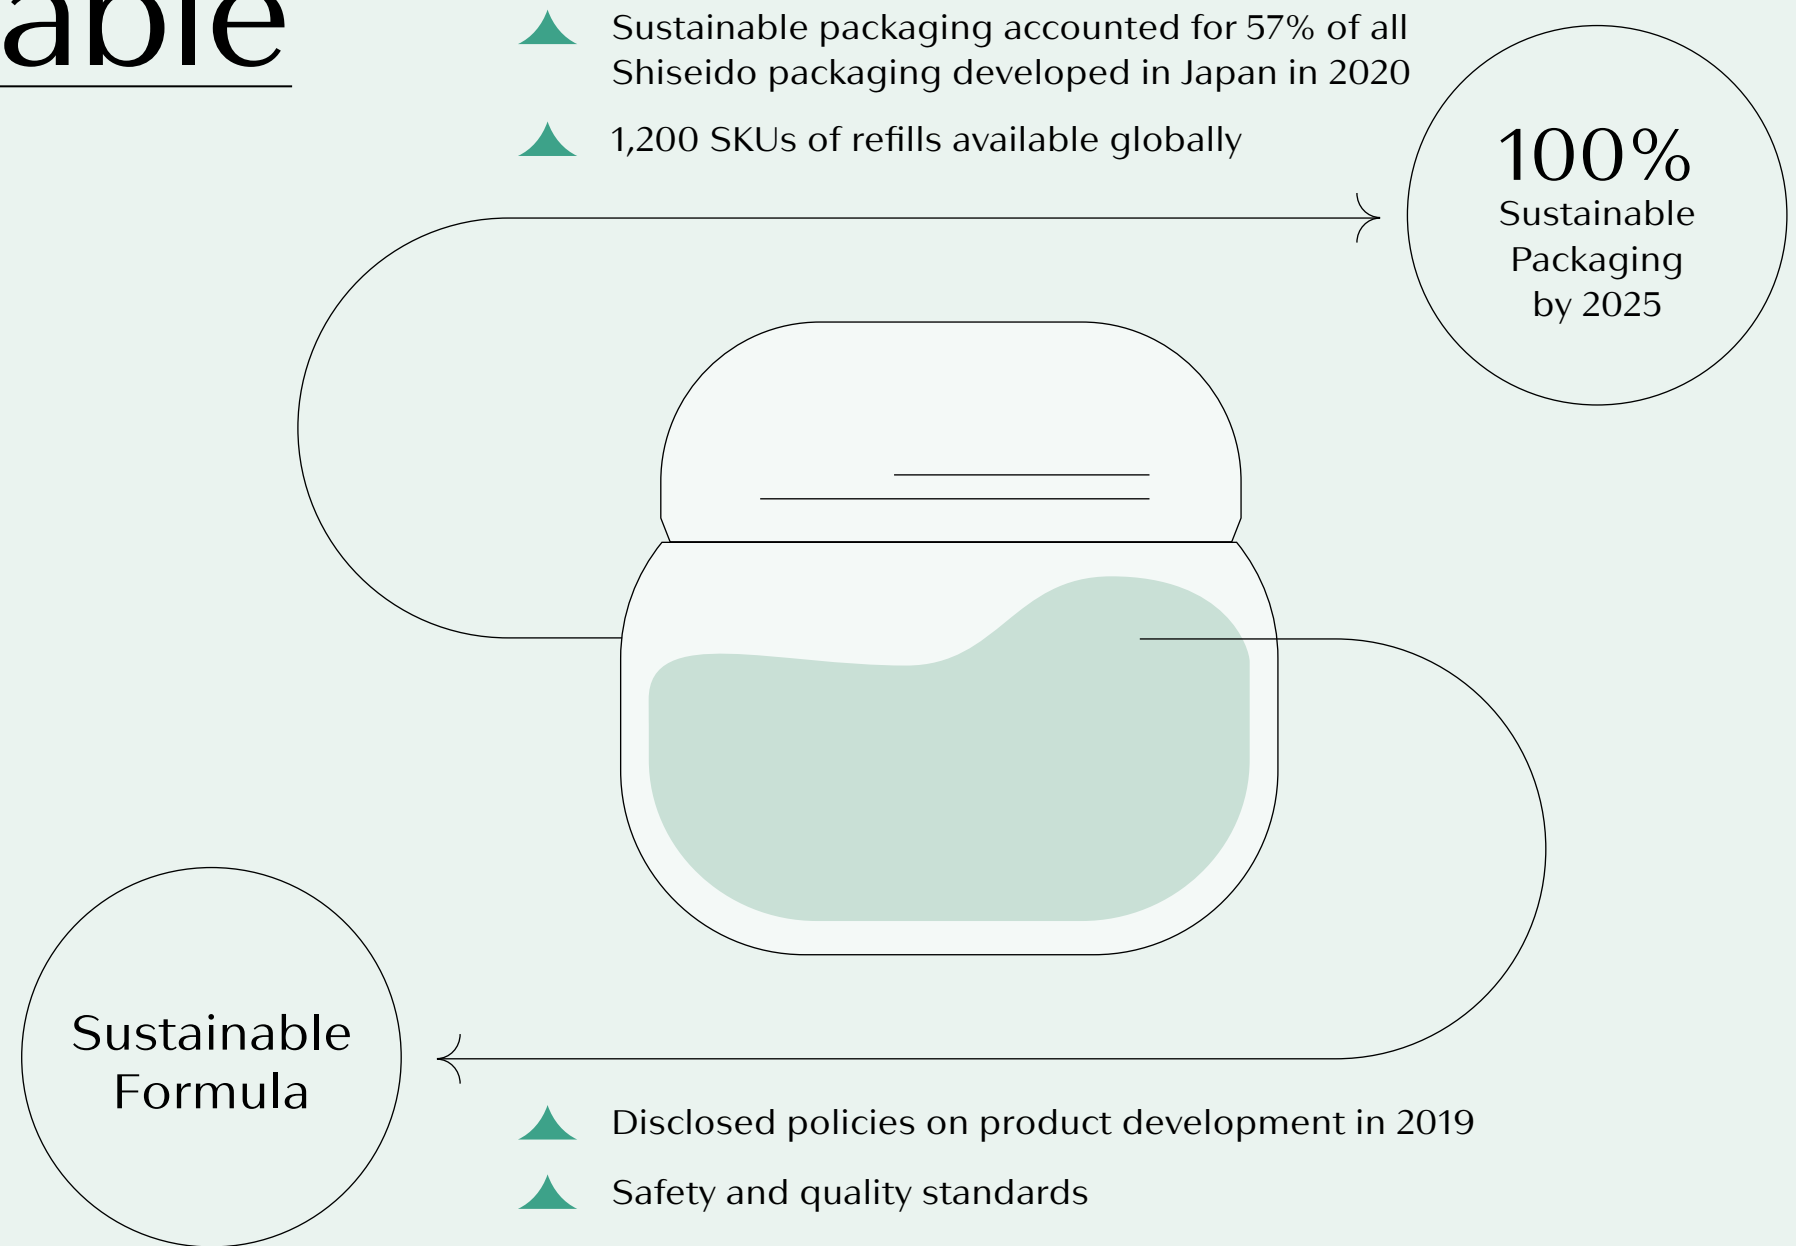 able
Sustainable packaging accounted for 57% of all
Shiseido packaging developed in Japan in 2020
1,200 SKUs of refills available globally
100%
Sustainable
Packaging
by 2025
Sustainable
Formula
Disclosed policies on product development in 2019
Safety and quality standards